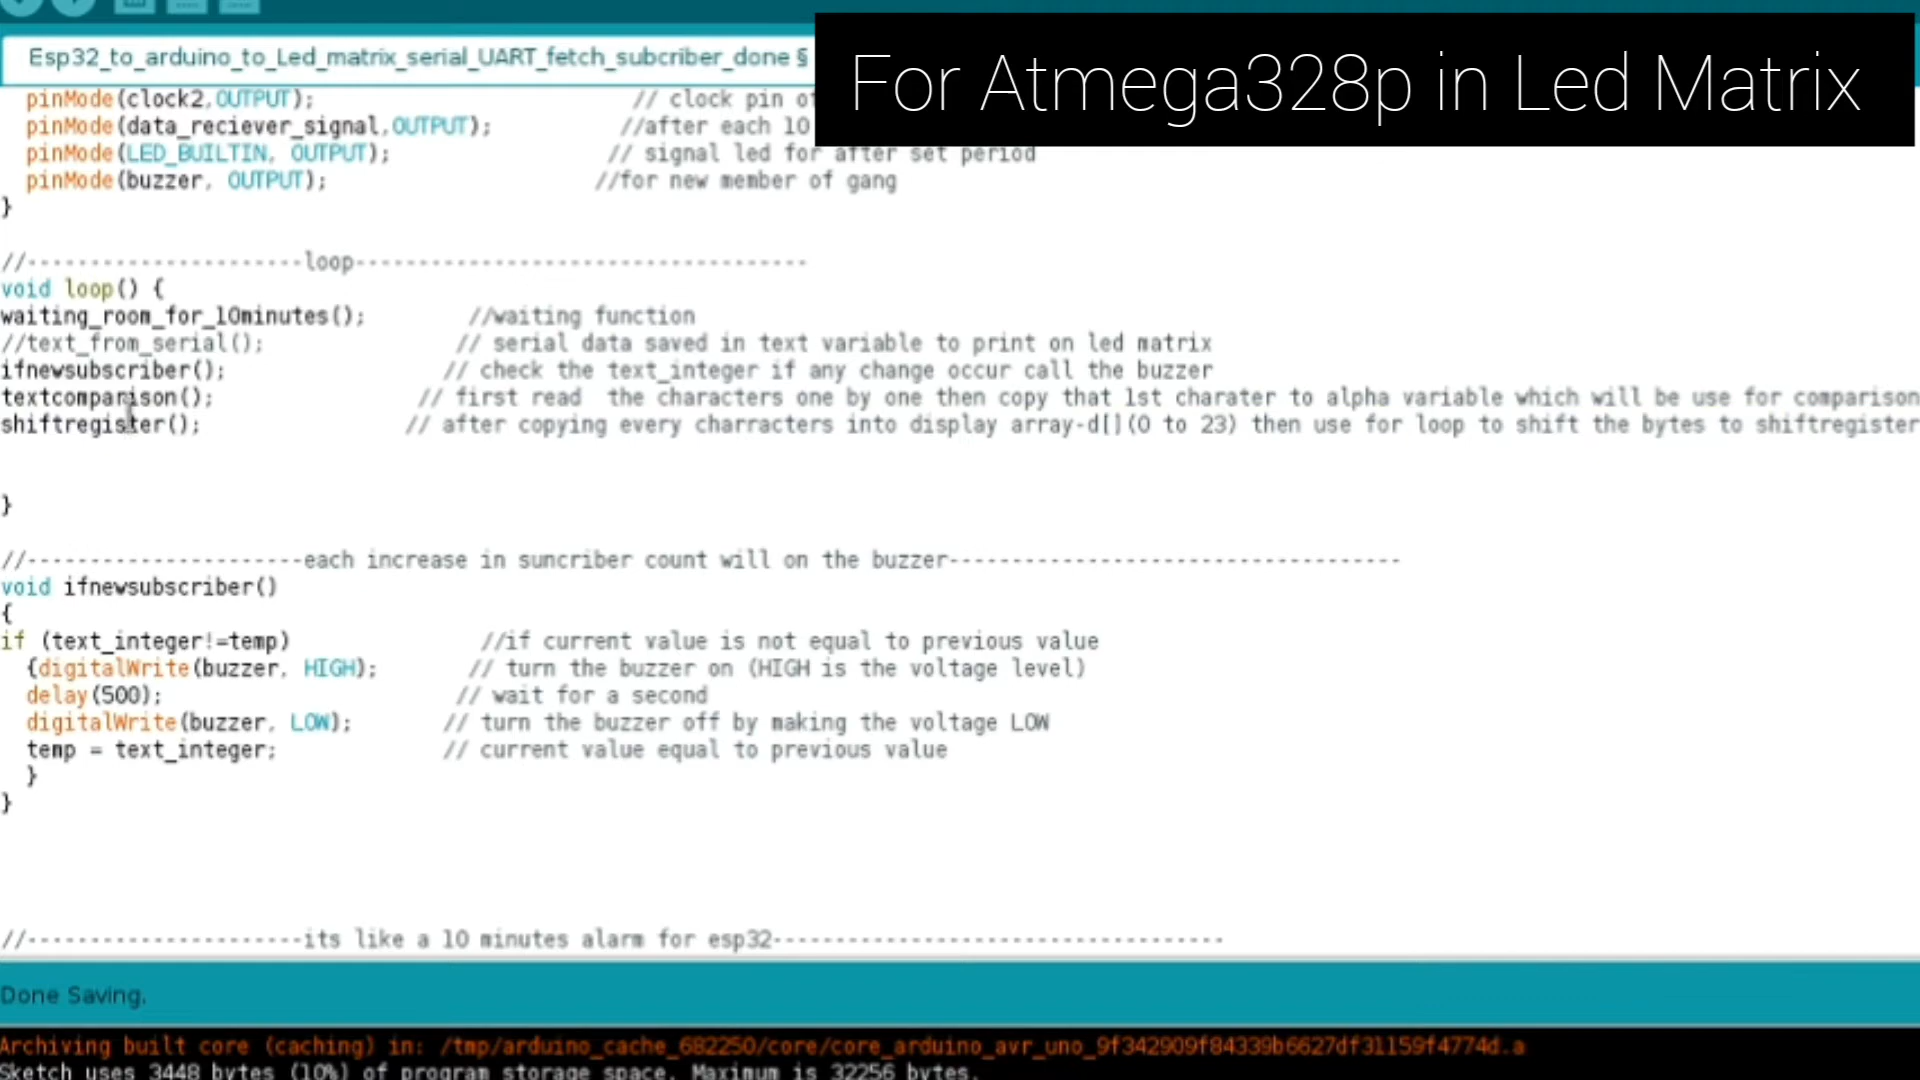 Esp32_to_arduino_to_Led_matrix_serial_UART_fetch_subcriber_done §
For Atmega328p in Led Matrix
pinMode(clock2,OUTPUT); // clock pin of
pinMode(data_reciever_signal,OUTPUT); //after each 10
pinMode(LED_BUILTIN, OUTPUT); // signal led for after set period
pinMode(buzzer, OUTPUT); //for new member of gang
}
//----------------------loop------------------------------------
void loop() {
waiting_room_for_10minutes(); //waiting function
//text_from_serial(); // serial data saved in text variable to print on led matrix
ifnewsubscriber(); // check the text_integer if any change occur call the buzzer
textcomparison(); // first read the characters one by one then copy that 1st charater to alpha variable which will be use for comparison
shiftregister(); // after copying every charracters into display array-d[](0 to 23) then use for loop to shift the bytes to shiftregister
}
//----------------------each increase in suncriber count will on the buzzer------------------------------------
void ifnewsubscriber()
{
if (text_integer!=temp) //if current value is not equal to previous value
{digitalWrite(buzzer, HIGH); // turn the buzzer on (HIGH is the voltage level)
delay(500); // wait for a second
digitalWrite(buzzer, LOW); // turn the buzzer off by making the voltage LOW
temp = text_integer; // current value equal to previous value
}
}
//----------------------its like a 10 minutes alarm for esp32------------------------------------
Done Saving.
Archiving built core (caching) in: /tmp/arduino_cache_682250/core/core_arduino_avr_uno_9f342909f84339b6627df31159f4774d.a
Sketch uses 3448 bytes (10%) of program storage space. Maximum is 32256 bytes.